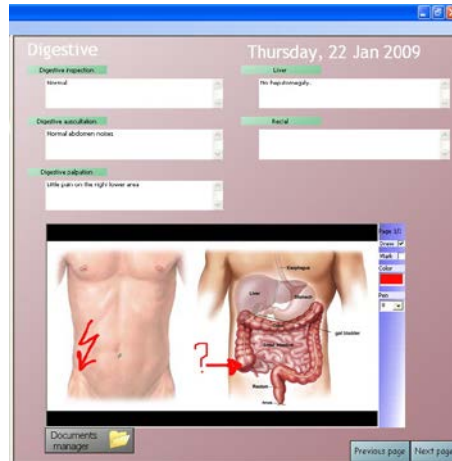 Digestive
Thursday, 22 Jan 2009
Digestive inspection
Liver
Normal
No hepatomegaly.
Digestive auscultation
Rectal
Normal abdomen noises
Digestive palpation
Little pain on the right lower area
Page 1/1
Draw
Mark
Color
Pen
Esophagus
Liver
Stomach
gall bladder
Rectum
Anus
?
Documents manager
Previous page
Next page